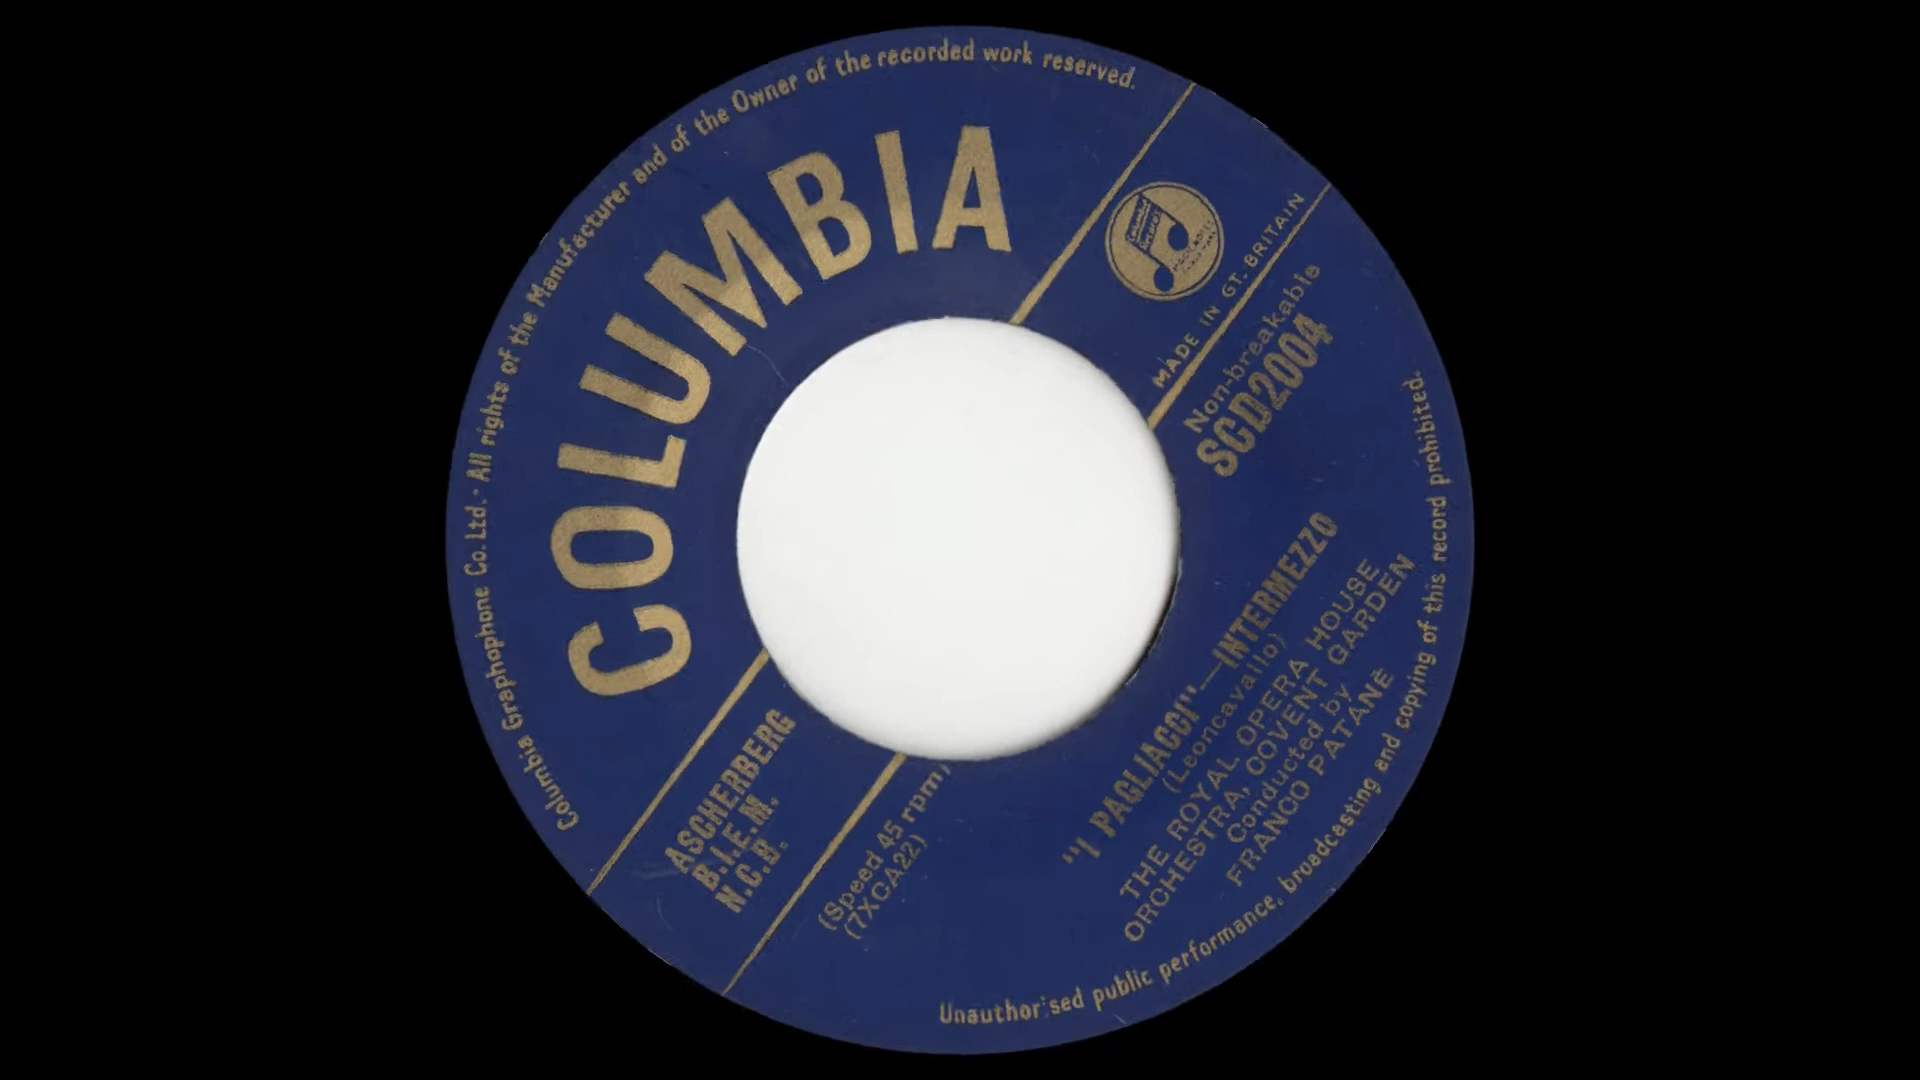 Columbia Graphophone Co. Ltd. · All rights of the Manufacturer and of the Owner of the recorded work reserved.
COLUMBIA
MADE IN GT. BRITAIN
ASCHERBERG
B.I.E.M.
N.C.B.
Non-breakable
SCD2004
(Speed 45 rpm)
(7XCA22)
"I PAGLIACCI"—INTERMEZZO
(Leoncavallo)
THE ROYAL OPERA HOUSE
ORCHESTRA, COVENT GARDEN
Conducted by
FRANCO PATANÈ
Unauthorised public performance, broadcasting and copying of this record prohibited.